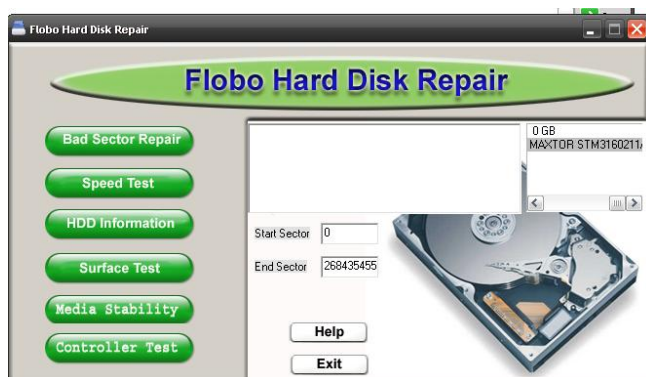 Flobo Hard Disk Repair
Flobo Hard Disk Repair
Bad Sector Repair
Speed Test
HDD Information
Surface Test
Media Stability
Controller Test
0 GB
MAXTOR STM3160211
Start Sector 0
End Sector 268435455
Help
Exit